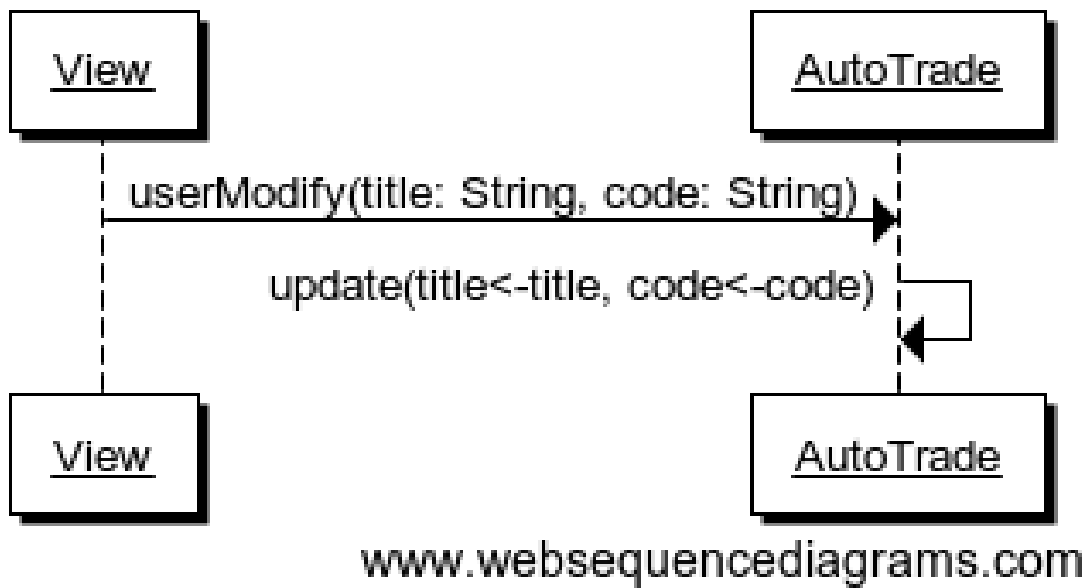 View AutoTrade
userModify(title: String, code: String)
update(title<-title, code<-code)
View AutoTrade
www.websequencediagrams.com